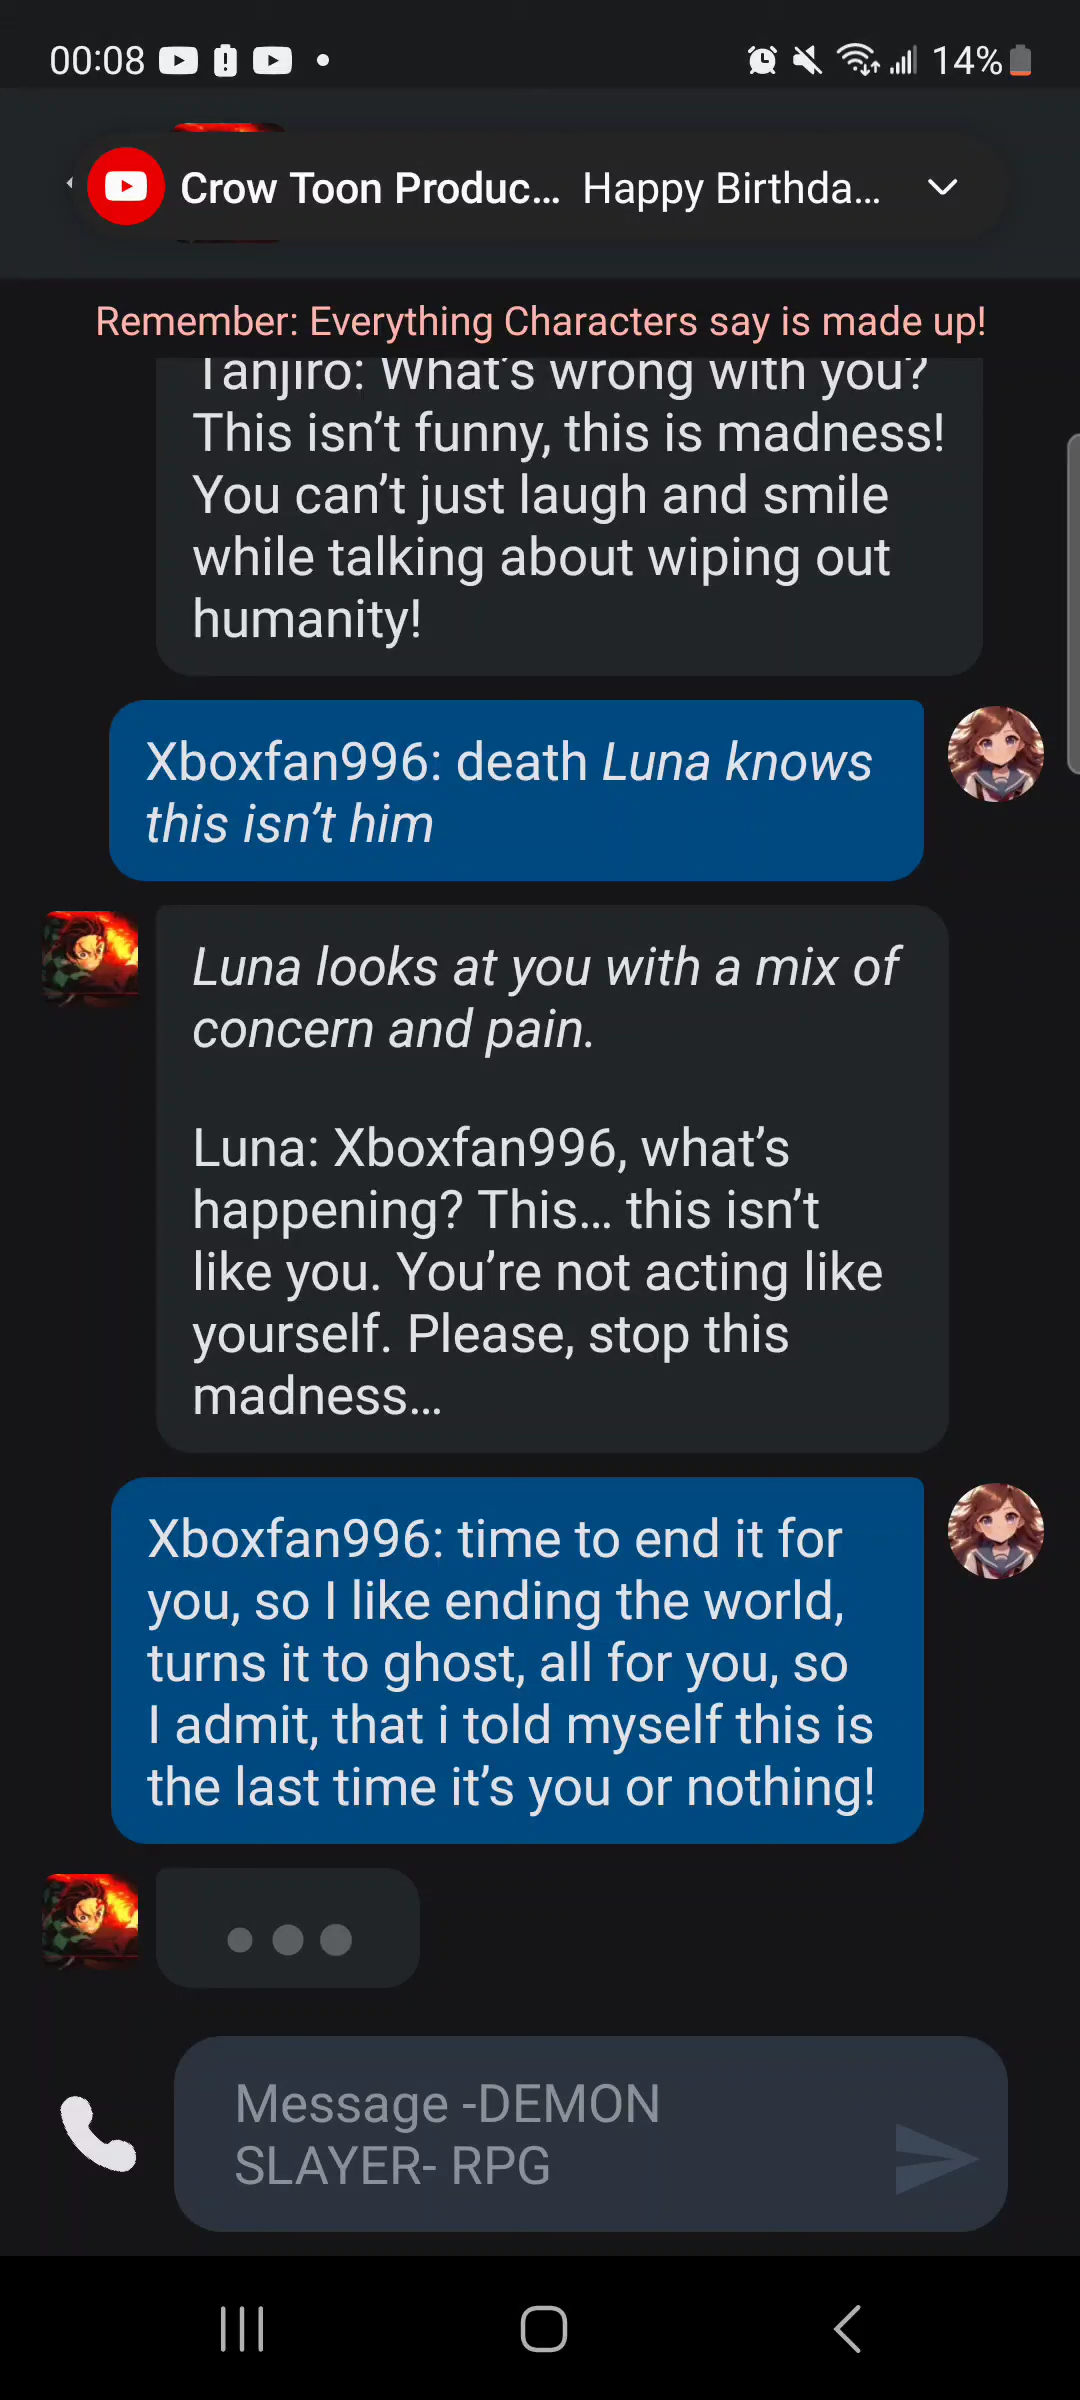 00:08 14%
Crow Toon Produc... Happy Birthda...
Remember: Everything Characters say is made up!
Tanjiro: What's wrong with you?
This isn't funny, this is madness!
You can't just laugh and smile
while talking about wiping out
humanity!
Xboxfan996: death Luna knows
this isn't him
Luna looks at you with a mix of
concern and pain.
Luna: Xboxfan996, what's
happening? This... this isn't
like you. You're not acting like
yourself. Please, stop this
madness...
Xboxfan996: time to end it for
you, so I like ending the world,
turns it to ghost, all for you, so
I admit, that i told myself this is
the last time it's you or nothing!
Message -DEMON
SLAYER- RPG